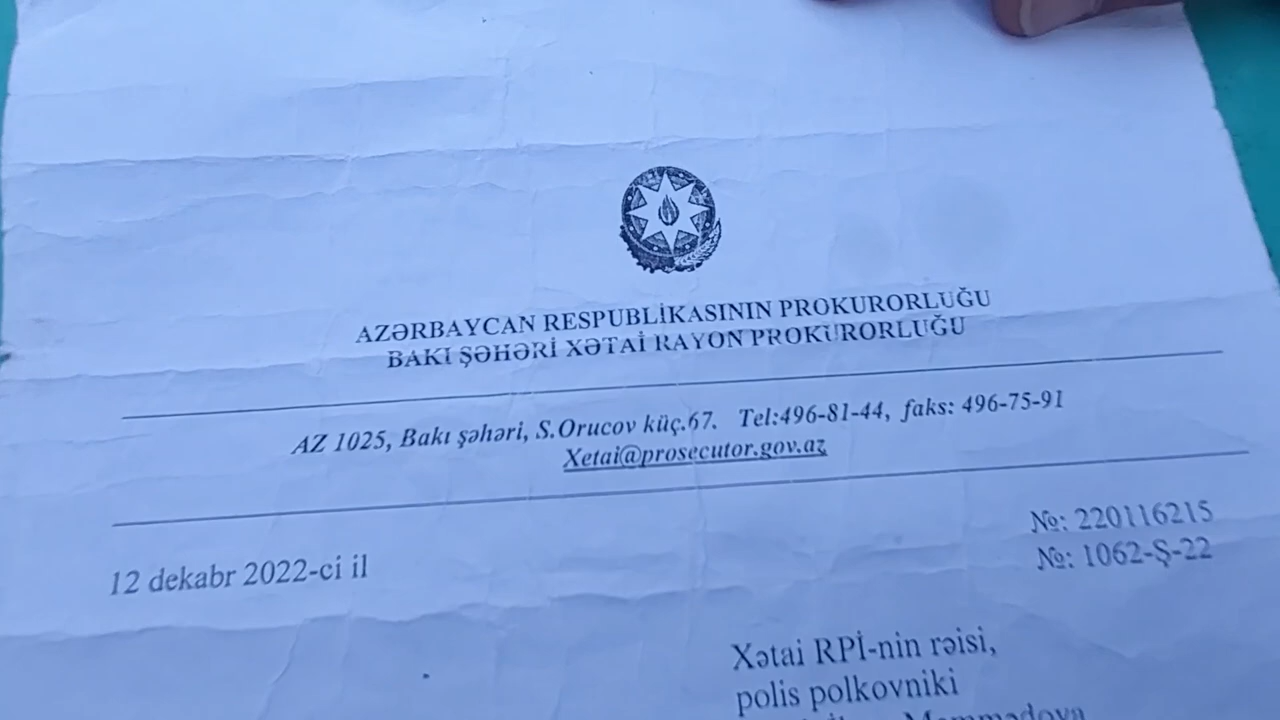 AZƏRBAYCAN RESPUBLİKASININ PROKURORLUĞU
BAKI ŞƏHƏRİ XƏTAİ RAYON PROKURORLUĞU
AZ 1025, Bakı şəhəri, S.Orucov küç.67. Tel:496-81-44, faks: 496-75-91
Xetai@prosecutor.gov.az
№: 220116215
№: 1062-Ş-22
12 dekabr 2022-ci il
Xətai RPİ-nin rəisi,
polis polkovniki
Məmmədova